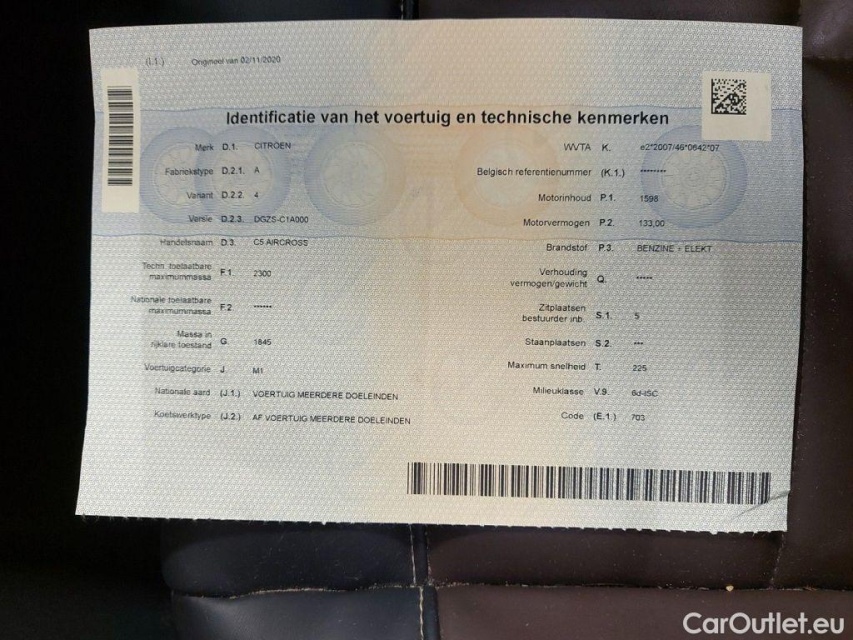 (I.1.) Origineel van 02/11/2020
Identificatie van het voertuig en technische kenmerken
Merk D.1. CITROEN
Fabriekstype D.2.1. A
Variant D.2.2. 4
Versie D.2.3. DGZS-C1A000
Handelsnaam D.3. C5 AIRCROSS
Techn. toelaatbare
maximummassa F.1. 2300
Nationale toelaatbare
maximummassa F.2. ******
Massa in
rijklare toestand G. 1845
Voertuigcategorie J. M1
Nationale aard (J.1.) VOERTUIG MEERDERE DOELEINDEN
Koetswerktype (J.2.) AF VOERTUIG MEERDERE DOELEINDEN
WVTA K. e2*2007/46*0642*07
Belgisch referentienummer (K.1.) ********
Motorinhoud P.1. 1598
Motorvermogen P.2. 133,00
Brandstof P.3. BENZINE + ELEKT
Verhouding
vermogen/gewicht Q. *****
Zitplaatsen
bestuurder inb. S.1. 5
Staanplaatsen S.2. ***
Maximum snelheid T. 225
Milieuklasse V.9. 6d-ISC
Code (E.1.) 703
CarOutlet.eu